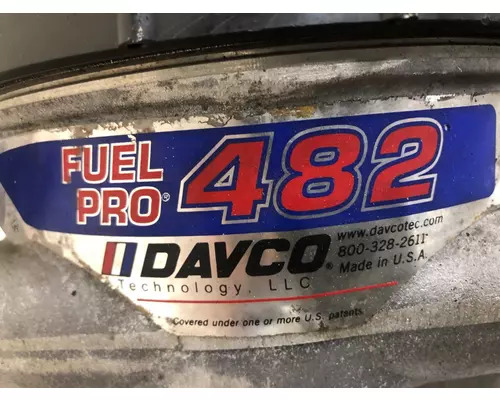 FUEL PRO® 482
DAVCO®
Technology, LLC
www.davcotec.com
800-328-2611
Made in U.S.A
Covered under one or more U.S. patents